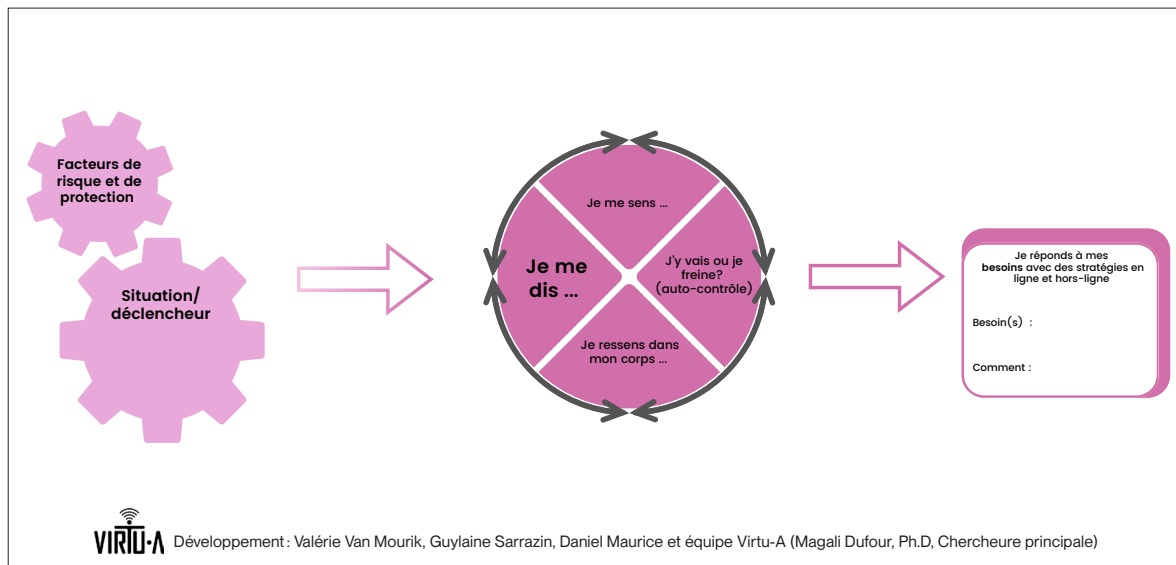 Facteurs de
risque et de
protection
Situation/
déclencheur
Je me sens ...
Je me
dis ...
J'y vais ou je
freine?
(auto-contrôle)
Je ressens dans
mon corps ...
Je réponds à mes
besoins avec des stratégies en
ligne et hors-ligne
Besoin(s) :
Comment :
VIRTU·A
Développement : Valérie Van Mourik, Guylaine Sarrazin, Daniel Maurice et équipe Virtu-A (Magali Dufour, Ph.D, Chercheure principale)